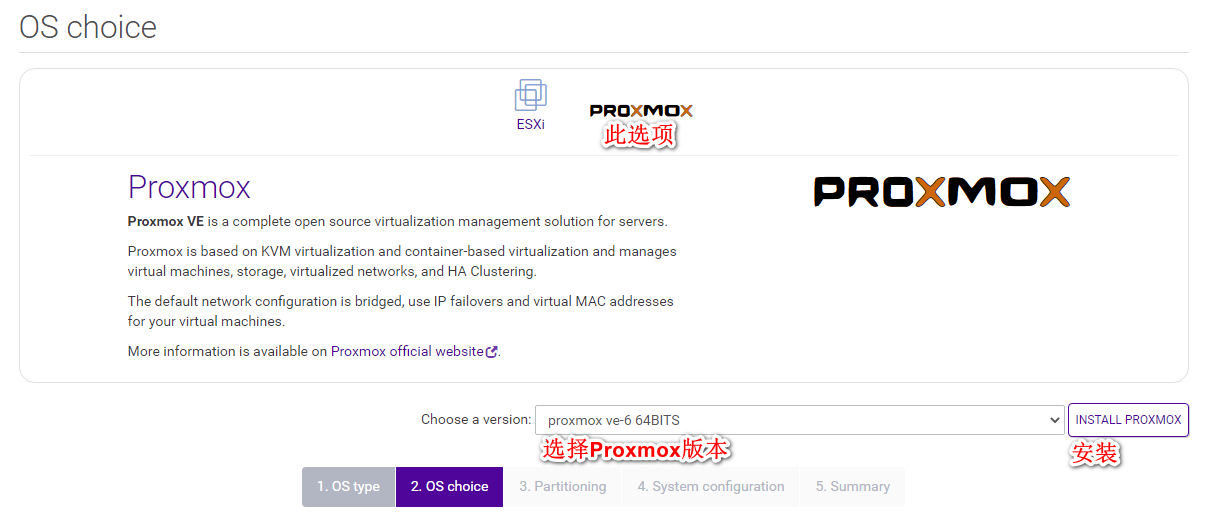 OS choice
ESXi
PROXMOX
此选项
Proxmox
PROXMOX
Proxmox VE is a complete open source virtualization management solution for servers.
Proxmox is based on KVM virtualization and container-based virtualization and manages
virtual machines, storage, virtualized networks, and HA Clustering.
The default network configuration is bridged, use IP failovers and virtual MAC addresses
for your virtual machines.
More information is available on Proxmox official website.
Choose a version: proxmox ve-6 64BITS INSTALL PROXMOX
选择Proxmox版本 安装
1. OS type 2. OS choice 3. Partitioning 4. System configuration 5. Summary